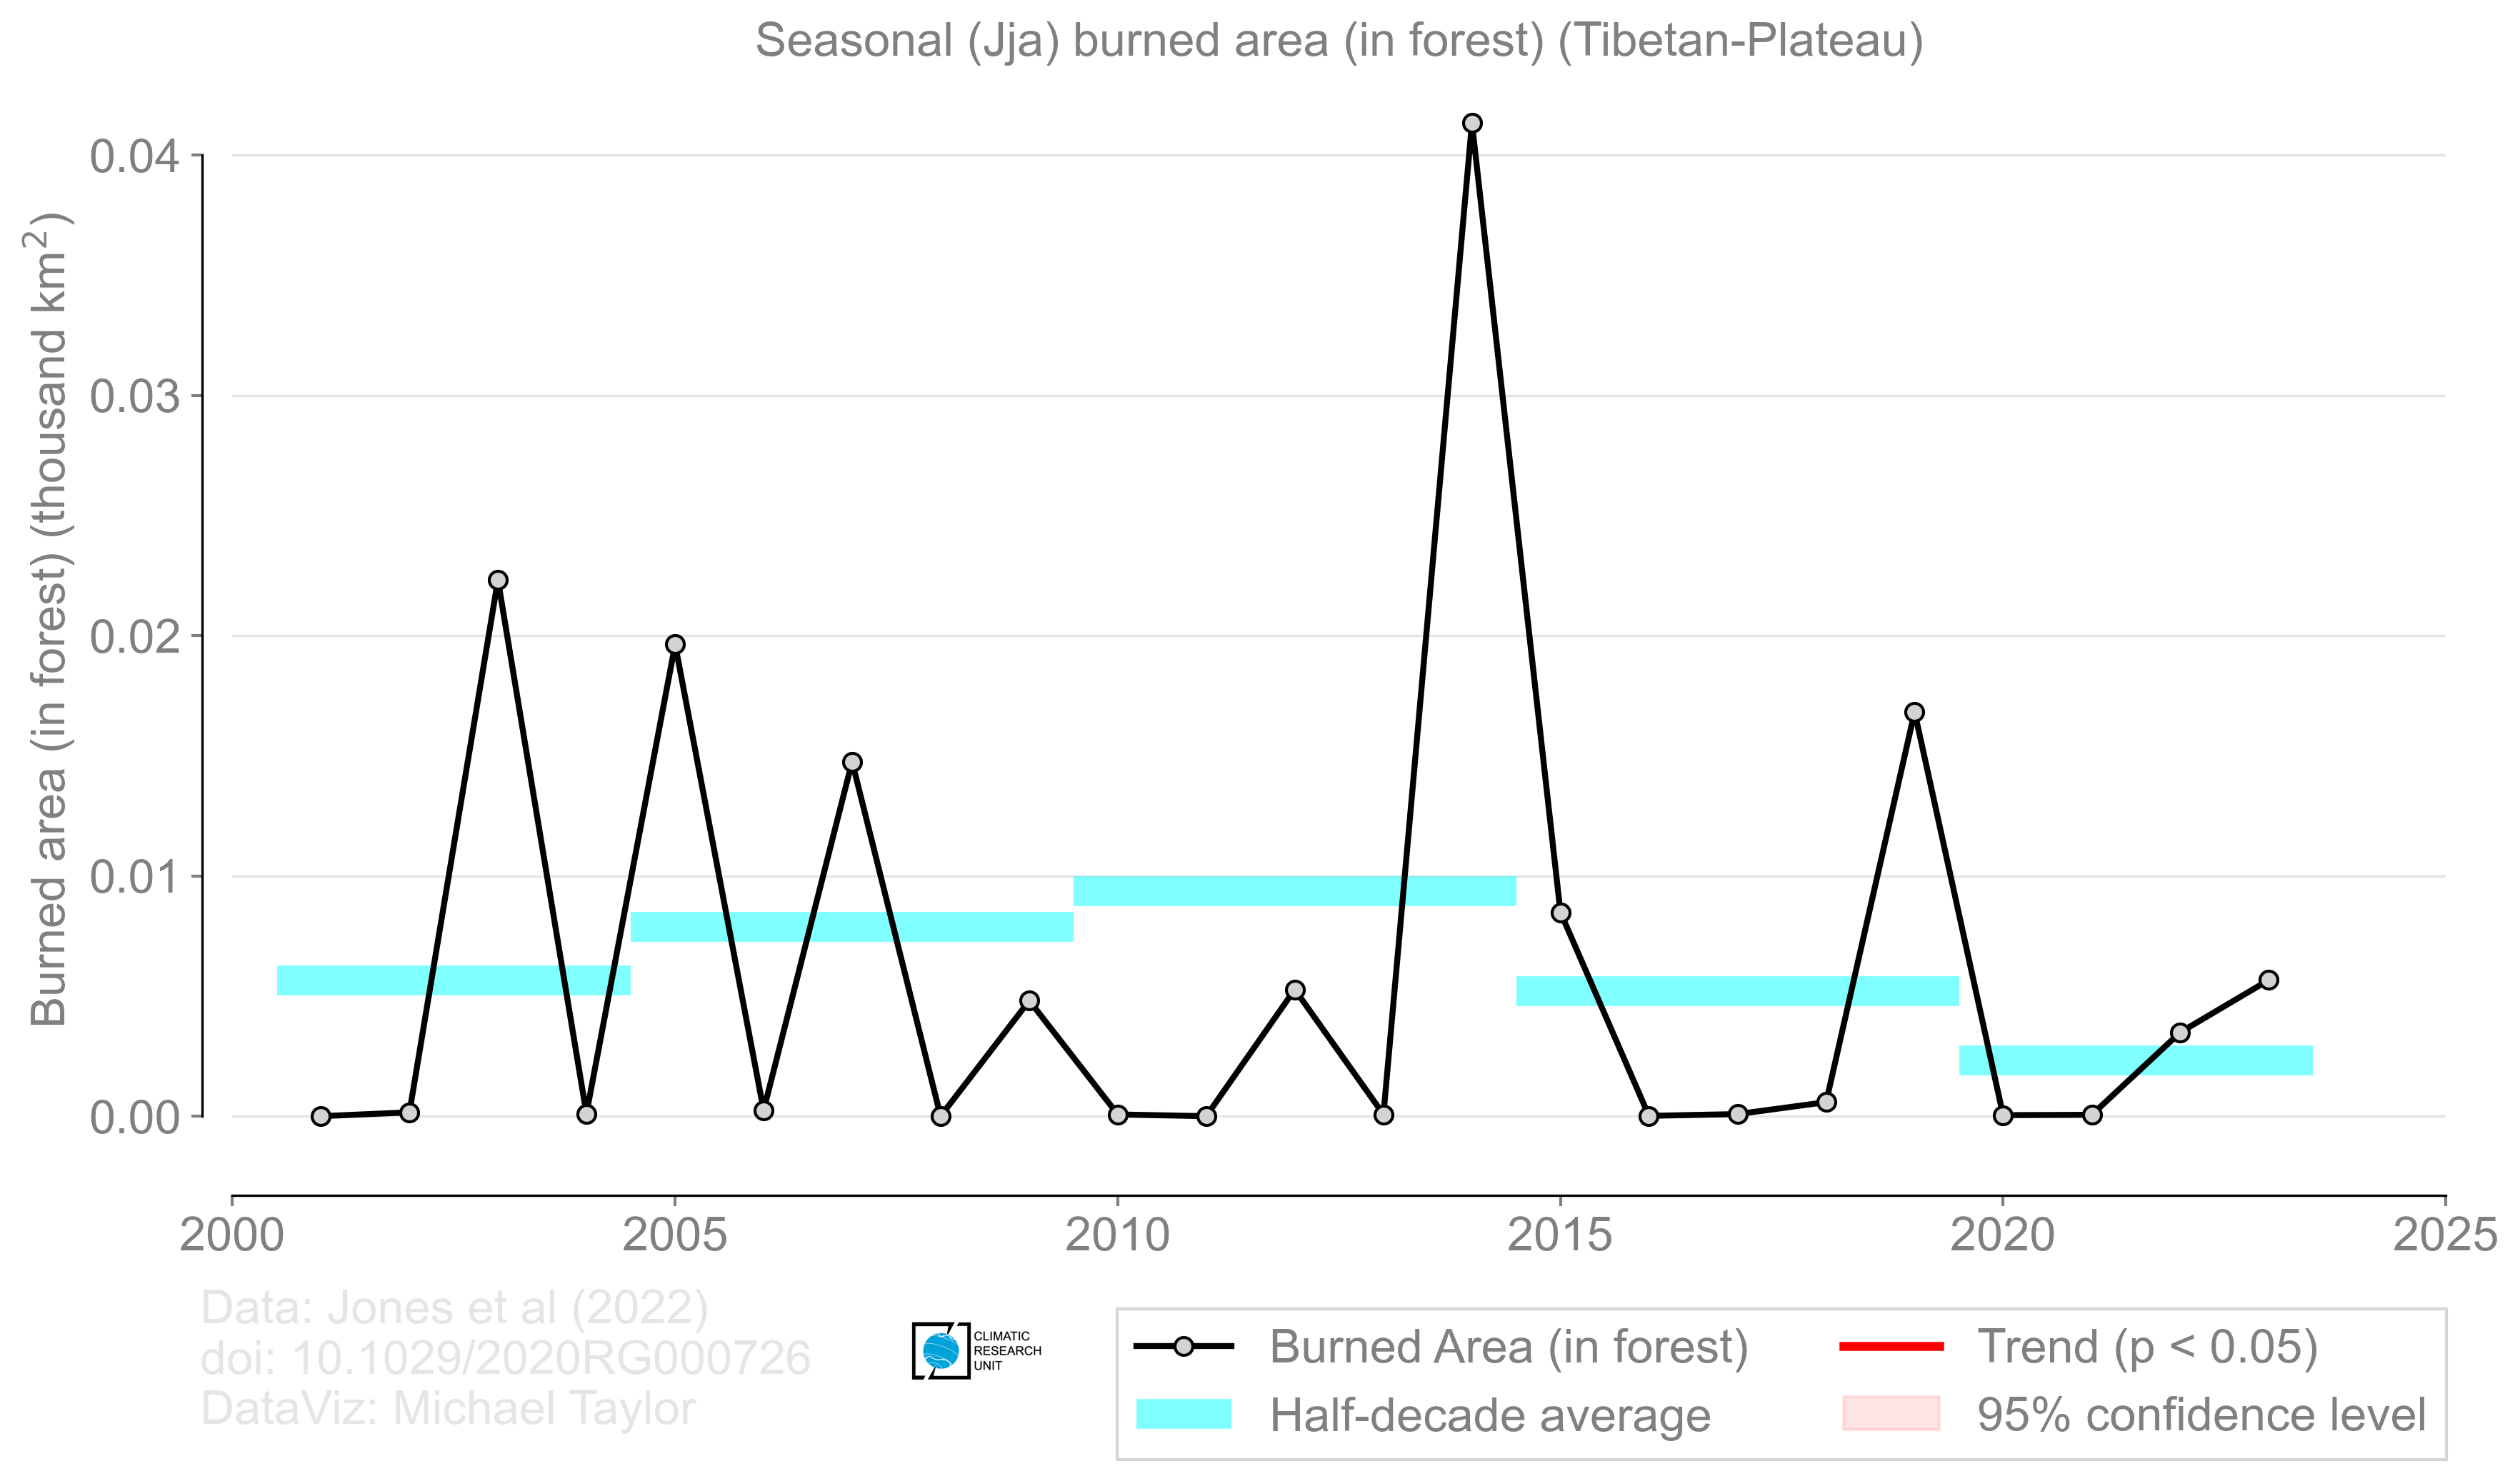 Seasonal (Jja) burned area (in forest) (Tibetan-Plateau)
Burned area (in forest) (thousand km²)
0.04
0.03
0.02
0.01
0.00
2000 2005 2010 2015 2020 2025
Data: Jones et al (2022)
doi: 10.1029/2020RG000726
DataViz: Michael Taylor
CLIMATIC
RESEARCH
UNIT
Burned Area (in forest)
Half-decade average
Trend (p < 0.05)
95% confidence level